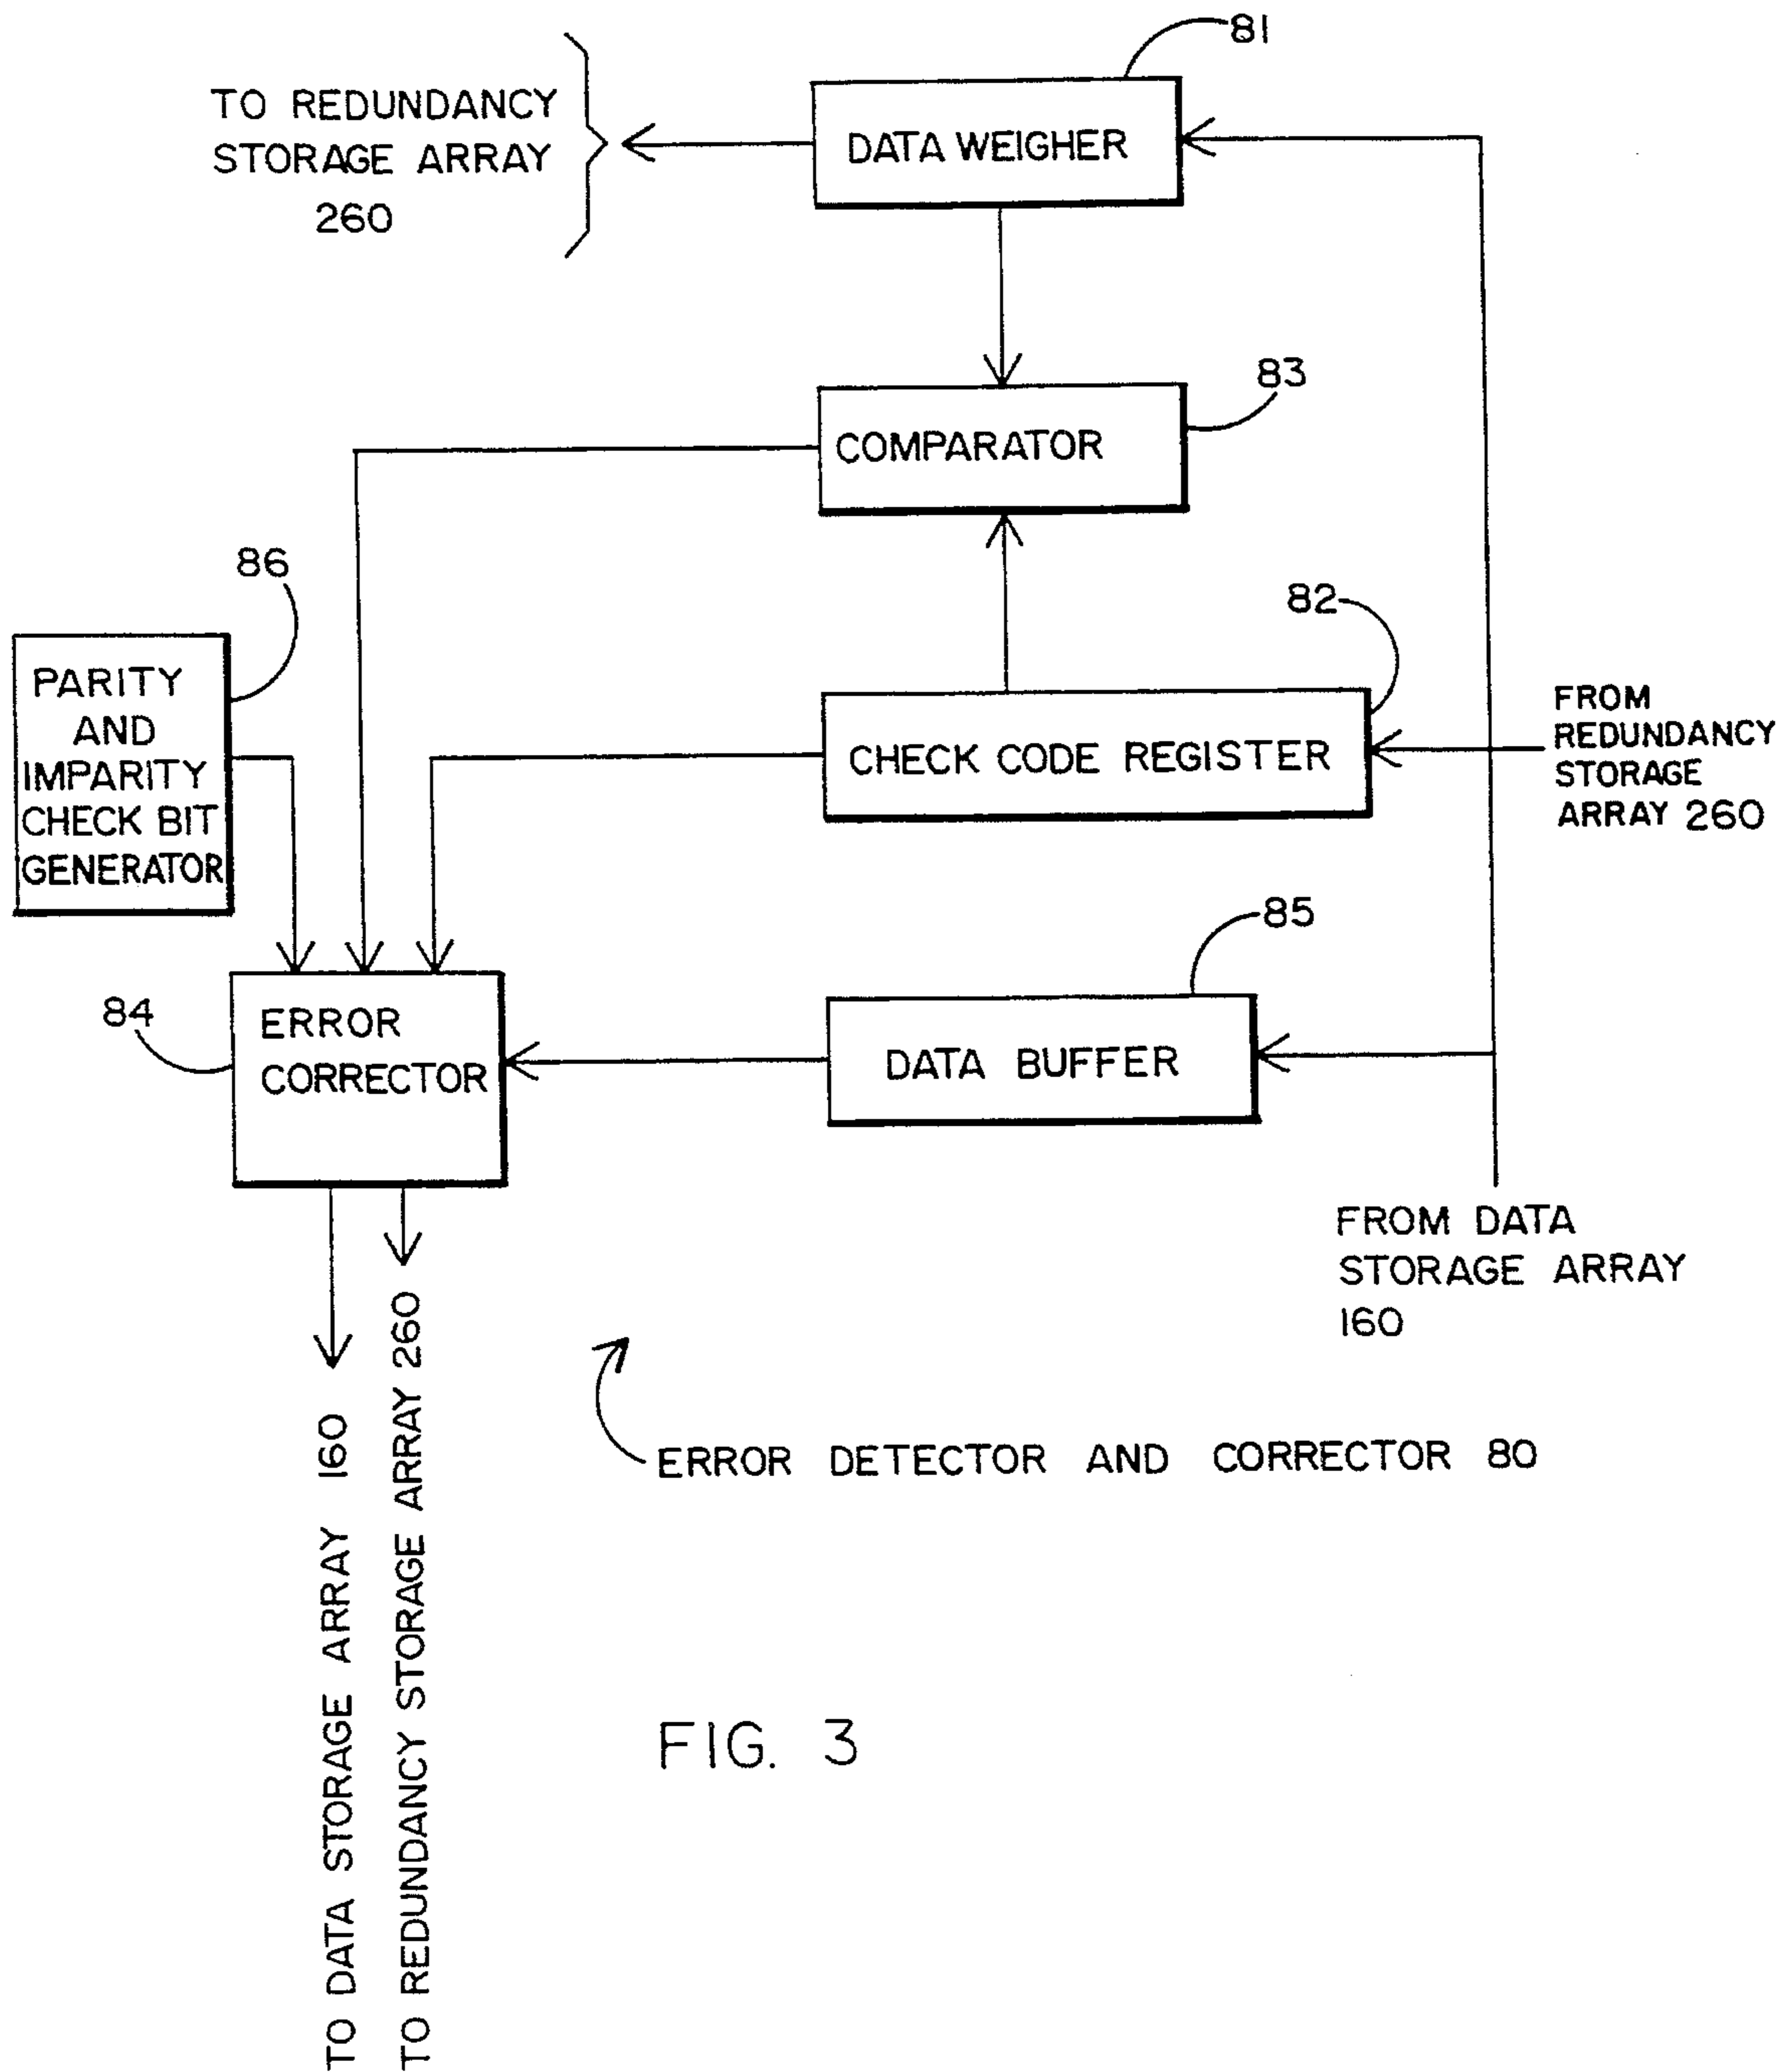 81
TO REDUNDANCY
STORAGE ARRAY
260
DATA WEIGHER
83
COMPARATOR
86
82
PARITY
AND
IMPARITY
CHECK BIT
GENERATOR
CHECK CODE REGISTER
FROM
REDUNDANCY
STORAGE
ARRAY 260
85
84
ERROR
CORRECTOR
DATA BUFFER
FROM DATA
STORAGE ARRAY
160
TO DATA STORAGE ARRAY 160
TO REDUNDANCY STORAGE ARRAY 260
ERROR DETECTOR AND CORRECTOR 80
FIG. 3